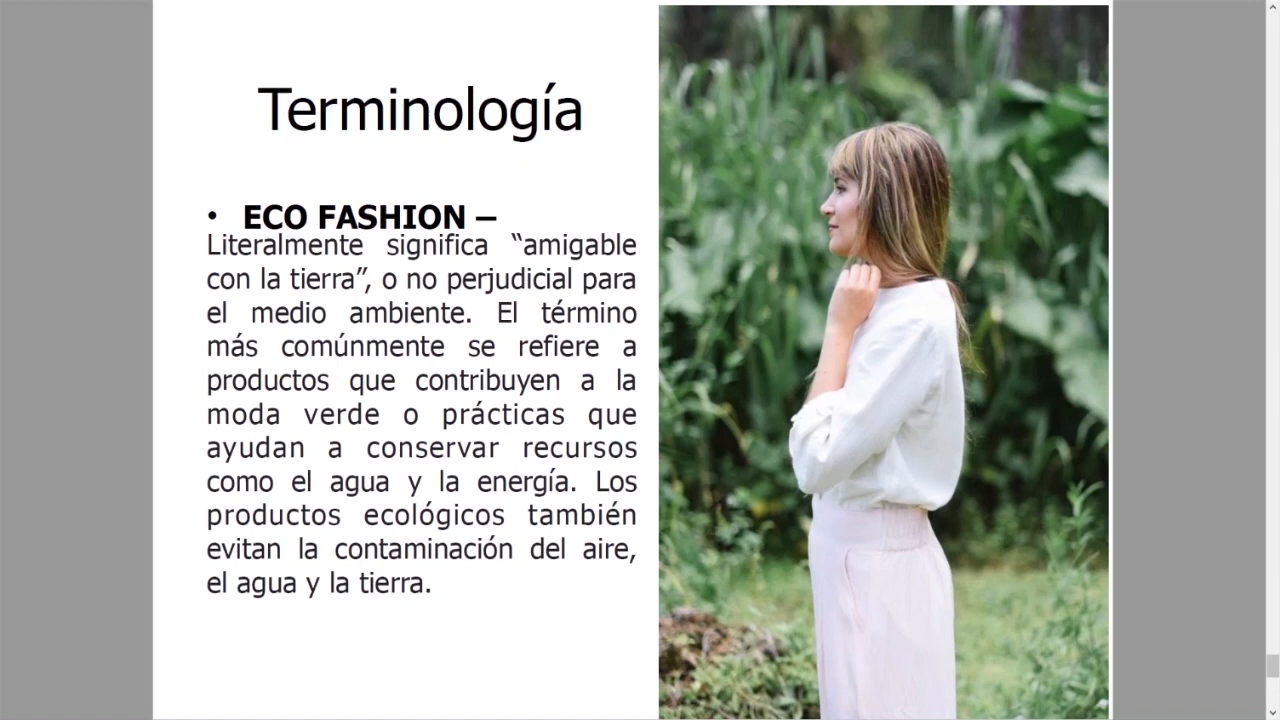 Terminología
• ECO FASHION –
Literalmente significa “amigable
con la tierra”, o no perjudicial para
el medio ambiente. El término
más comúnmente se refiere a
productos que contribuyen a la
moda verde o prácticas que
ayudan a conservar recursos
como el agua y la energía. Los
productos ecológicos también
evitan la contaminación del aire,
el agua y la tierra.